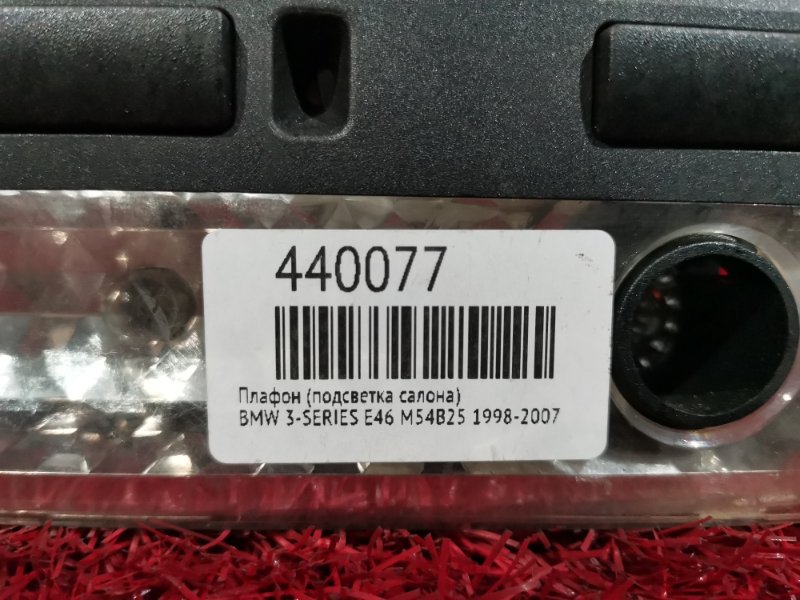 440077
Плафон (подсветка салона)
BMW 3-SERIES E46 M54B25 1998-2007